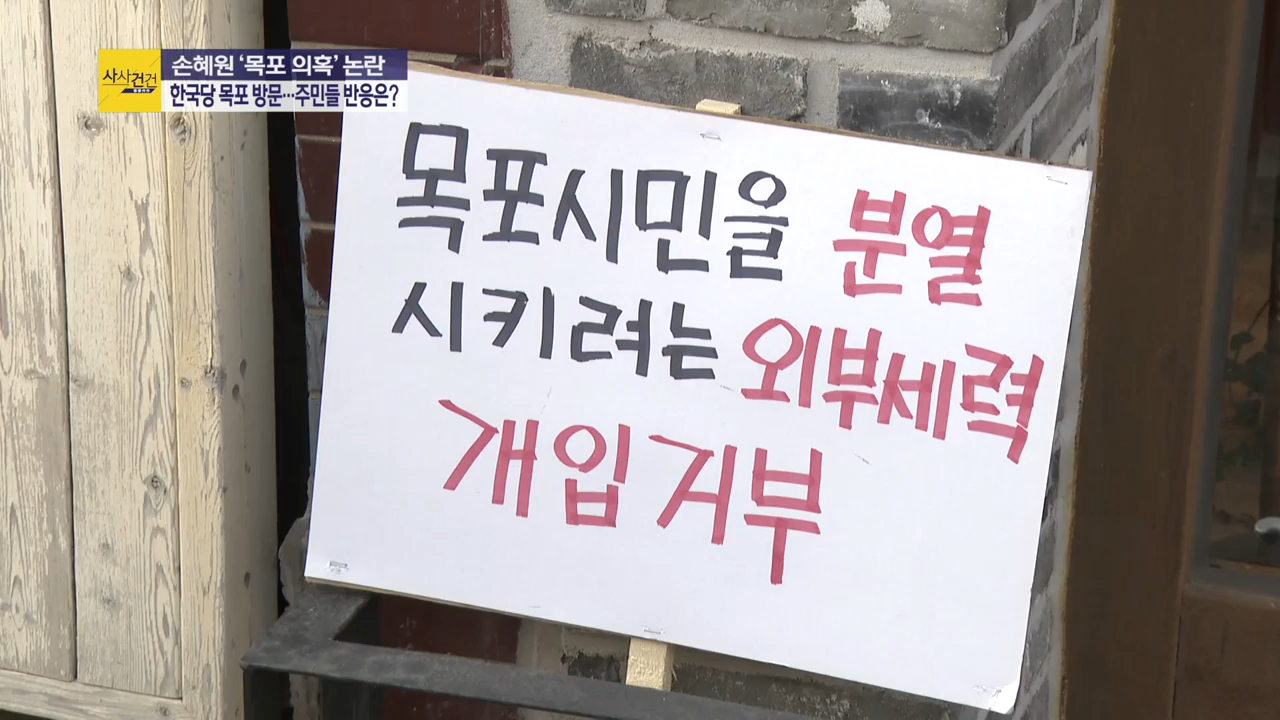 사사건건
손혜원 '목포 의혹' 논란
한국당 목포 방문…주민들 반응은?
목포시민을 분열
시키려는 외부세력
개입 거부